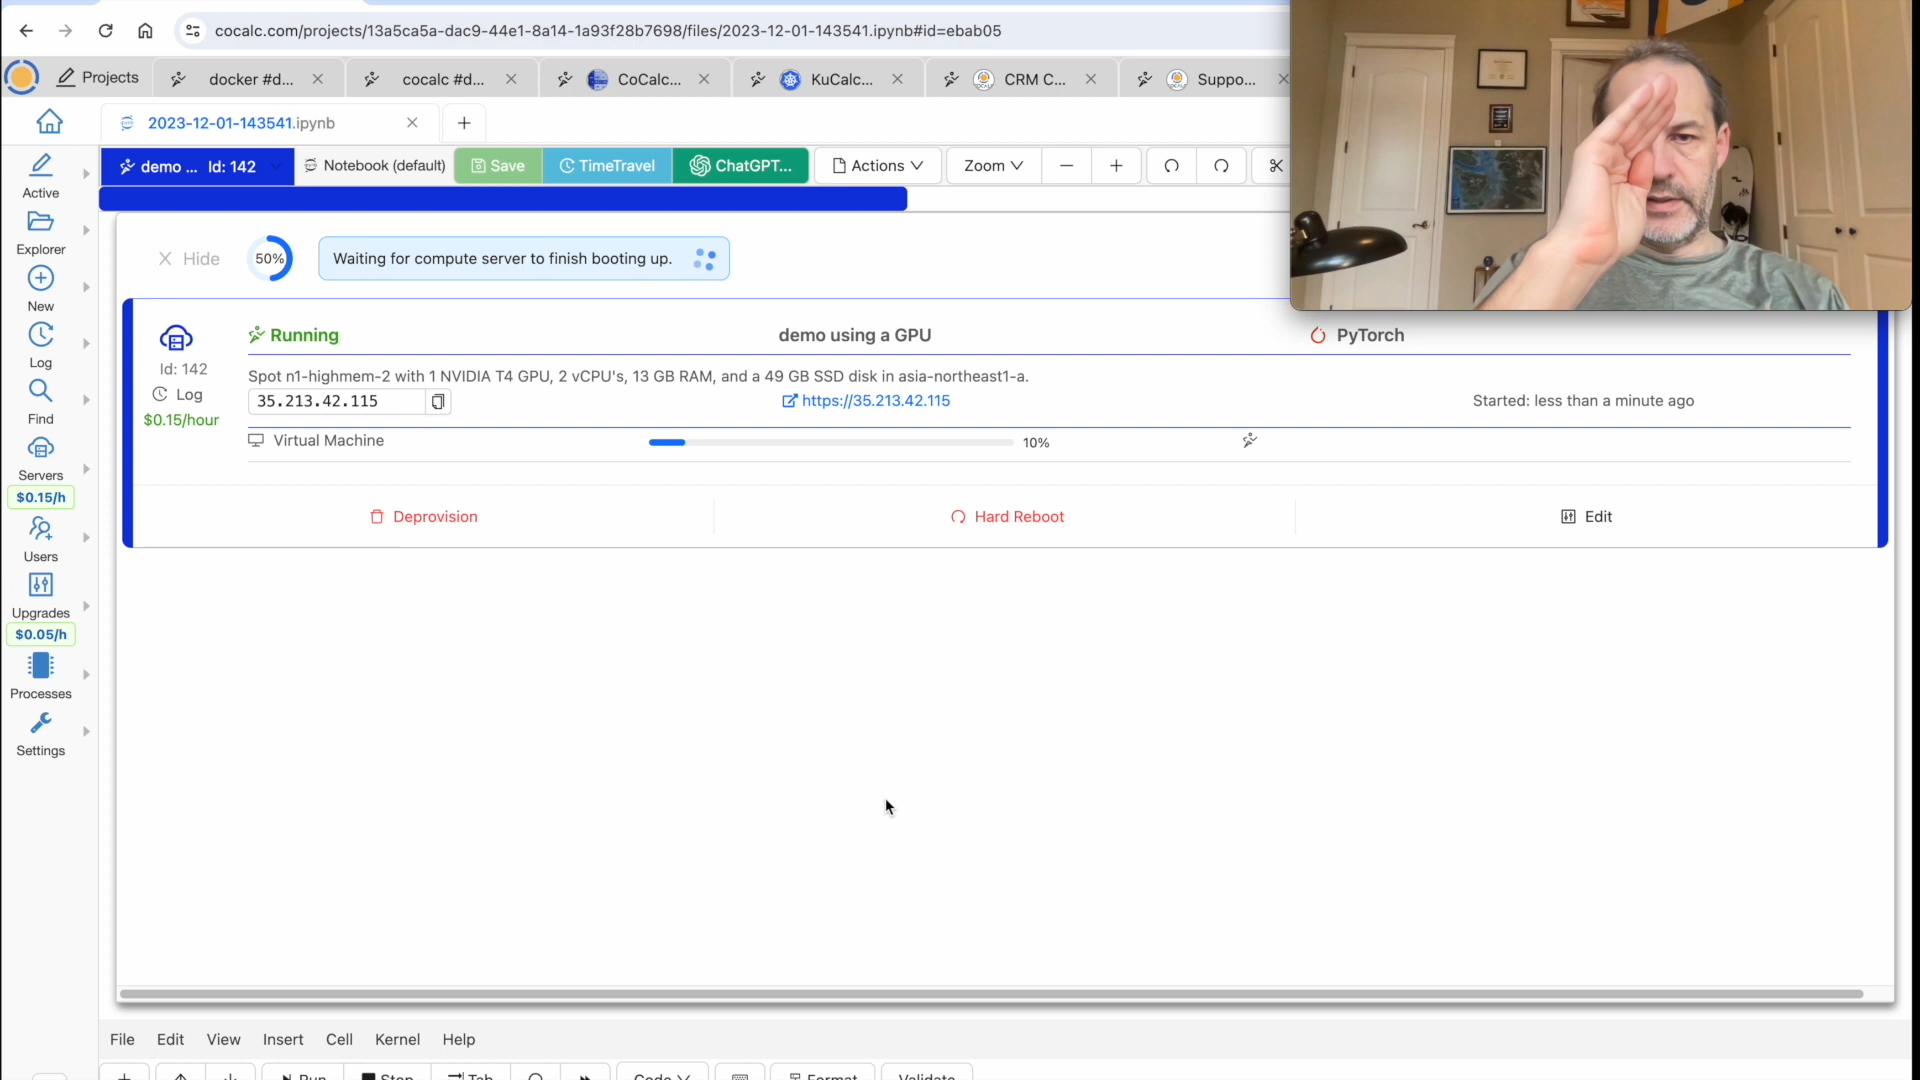 cocalc.com/projects/13a5ca5a-dac9-44e1-8a14-1a93f28b7698/files/2023-12-01-143541.ipynb#id=ebab05
Projects docker #d... cocalc #d... CoCalc... KuCalc... CRM C... Suppo...
2023-12-01-143541.ipynb
demo ... Id: 142 Notebook (default) Save TimeTravel ChatGPT... Actions Zoom
Active
Explorer
New
Log
Find
Servers
$0.15/h
Users
Upgrades
$0.05/h
Processes
Settings
Hide 50% Waiting for compute server to finish booting up.
Running demo using a GPU PyTorch
Id: 142
Log
$0.15/hour
Spot n1-highmem-2 with 1 NVIDIA T4 GPU, 2 vCPU's, 13 GB RAM, and a 49 GB SSD disk in asia-northeast1-a.
35.213.42.115 https://35.213.42.115 Started: less than a minute ago
Virtual Machine 10%
Deprovision Hard Reboot Edit
File Edit View Insert Cell Kernel Help
Run Stop Tab Code Format Validate